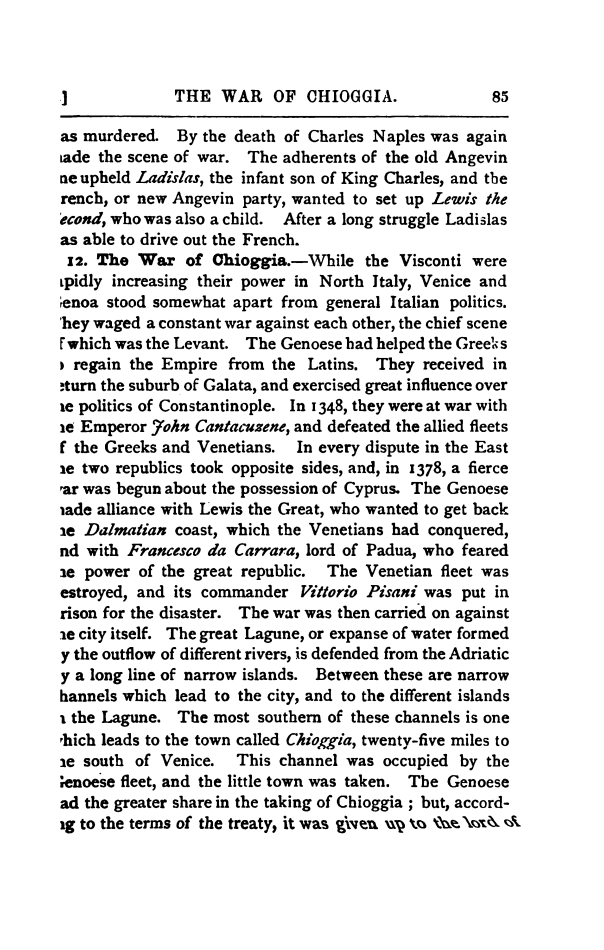 ] THE WAR OF CHIOGGIA. 85
as murdered. By the death of Charles Naples was again
ade the scene of war. The adherents of the old Angevin
ne upheld Ladislas, the infant son of King Charles, and the
rench, or new Angevin party, wanted to set up Lewis the
econd, who was also a child. After a long struggle Ladislas
as able to drive out the French.
12. The War of Chioggia.—While the Visconti were
pidly increasing their power in North Italy, Venice and
enoa stood somewhat apart from general Italian politics.
hey waged a constant war against each other, the chief scene
f which was the Levant. The Genoese had helped the Greeks
regain the Empire from the Latins. They received in
turn the suburb of Galata, and exercised great influence over
e politics of Constantinople. In 1348, they were at war with
e Emperor John Cantacuzene, and defeated the allied fleets
f the Greeks and Venetians. In every dispute in the East
e two republics took opposite sides, and, in 1378, a fierce
ar was begun about the possession of Cyprus. The Genoese
ade alliance with Lewis the Great, who wanted to get back
e Dalmatian coast, which the Venetians had conquered,
nd with Francesco da Carrara, lord of Padua, who feared
e power of the great republic. The Venetian fleet was
estroyed, and its commander Vittorio Pisani was put in
rison for the disaster. The war was then carried on against
e city itself. The great Lagune, or expanse of water formed
y the outflow of different rivers, is defended from the Adriatic
y a long line of narrow islands. Between these are narrow
hannels which lead to the city, and to the different islands
the Lagune. The most southern of these channels is one
hich leads to the town called Chioggia, twenty-five miles to
e south of Venice. This channel was occupied by the
enoese fleet, and the little town was taken. The Genoese
ad the greater share in the taking of Chioggia ; but, accord-
g to the terms of the treaty, it was given up to the lord of